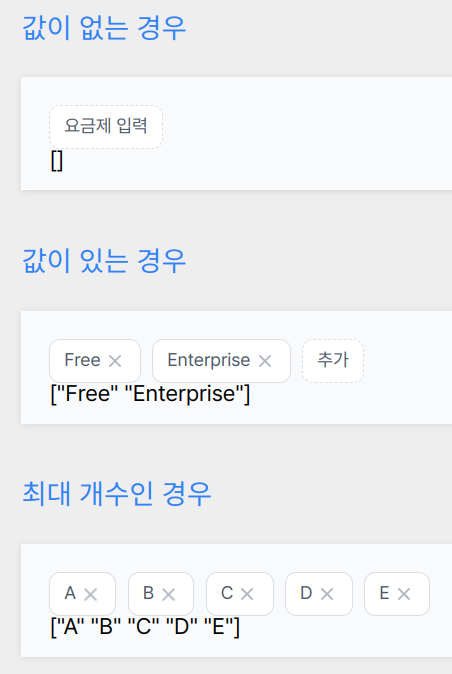 값이 없는 경우
요금제 입력
[]
값이 있는 경우
Free × Enterprise × 추가
["Free" "Enterprise"]
최대 개수인 경우
A × B × C × D × E ×
["A" "B" "C" "D" "E"]